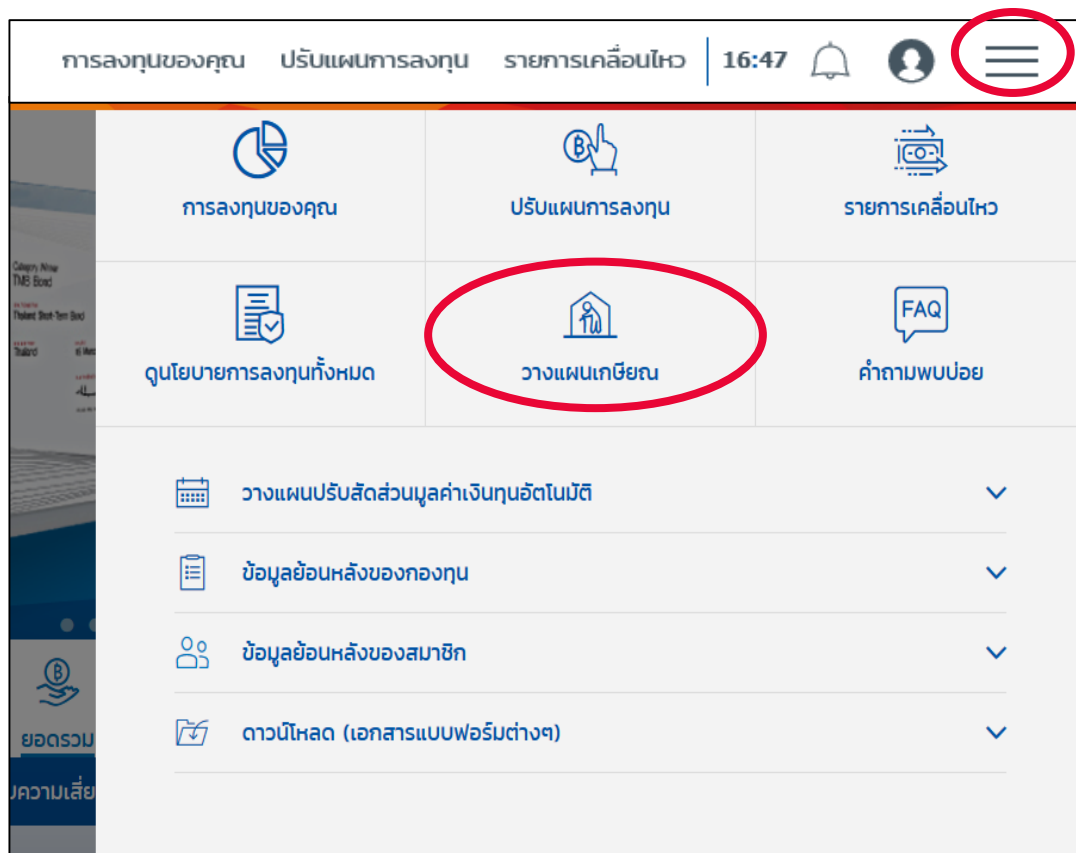 การลงทุนของคุณ ปรับแผนการลงทุน รายการเคลื่อนไหว 16:47
การลงทุนของคุณ ปรับแผนการลงทุน รายการเคลื่อนไหว
TMB Bond
FAQ
ดูนโยบายการลงทุนทั้งหมด วางแผนเกษียณ คำถามพบบ่อย
วางแผนปรับสัดส่วนมูลค่าเงินทุนอัตโนมัติ
ข้อมูลย้อนหลังของกองทุน
ข้อมูลย้อนหลังของสมาชิก
ดาวน์โหลด (เอกสารแบบฟอร์มต่างๆ)
ยอดรวม